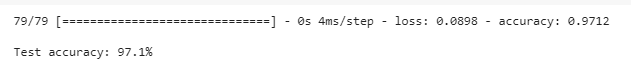 79/79 [==============================] - 0s 4ms/step - loss: 0.0898 - accuracy: 0.9712
Test accuracy: 97.1%